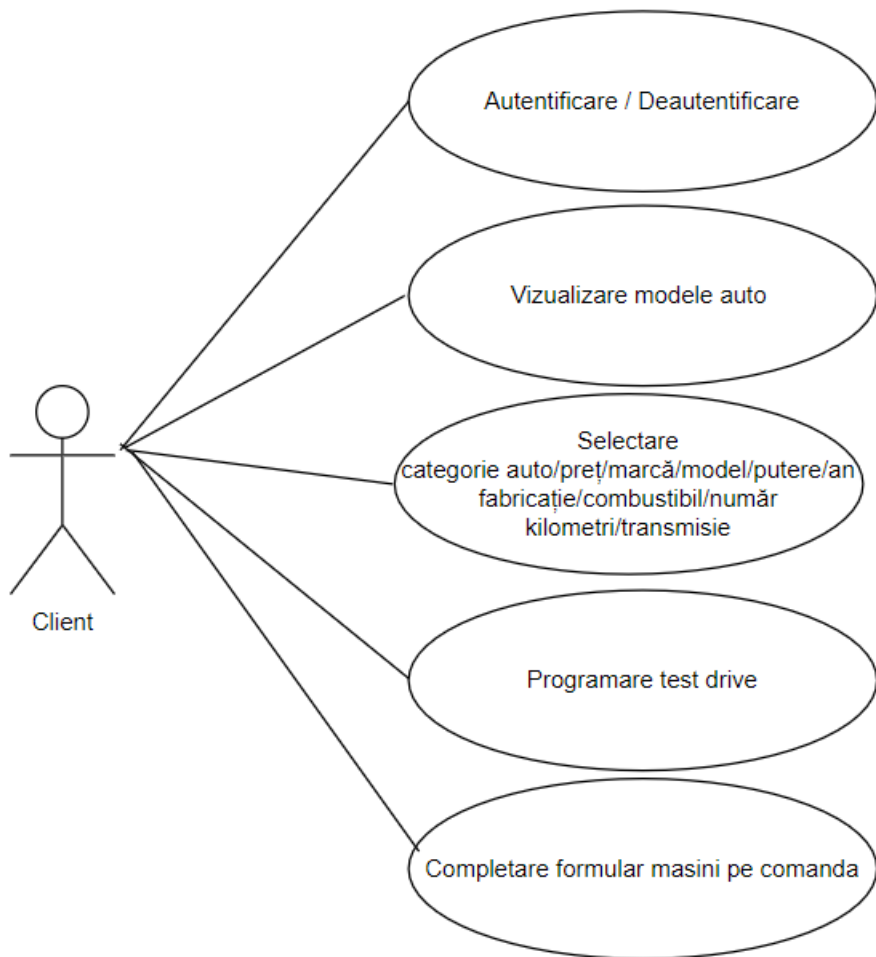 Autentificare / Deautentificare
Vizualizare modele auto
Selectare
categorie auto/preț/marcă/model/putere/an
fabricație/combustibil/număr
kilometri/transmisie
Client
Programare test drive
Completare formular masini pe comanda